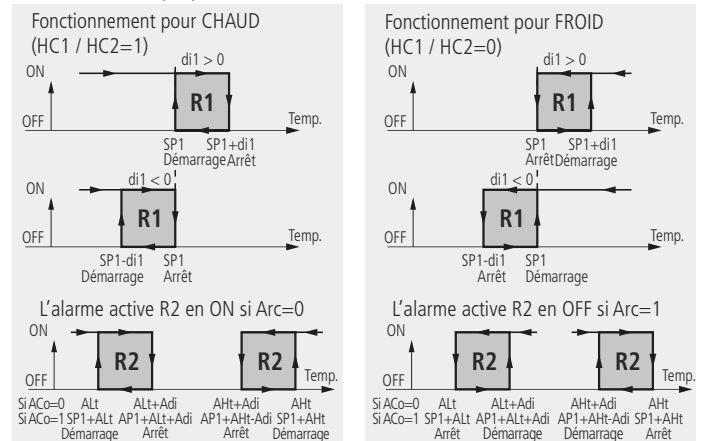 Fonctionnement pour CHAUD
(HC1 / HC2=1)
di1 > 0
ON
R1
OFF
Temp.
SP1 SP1+di1
Démarrage Arrêt
di1 < 0
ON
R1
OFF
Temp.
SP1-di1 SP1
Démarrage Arrêt
L'alarme active R2 en ON si Arc=0
ON
R2 R2
OFF
Temp.
Si ACo=0 ALt ALt+Adi AHt+Adi AHt
Si ACo=1 SP1+ALt AP1+ALt+Adi AP1+AHt-Adi SP1+AHt
Démarrage Arrêt Arrêt Démarrage
Fonctionnement pour FROID
(HC1 / HC2=0)
di1 > 0
ON
R1
OFF
Temp.
SP1 SP1+di1
Arrêt Démarrage
di1 < 0
ON
R1
OFF
Temp.
SP1-di1 SP1
Arrêt Démarrage
L'alarme active R2 en OFF si Arc=1
ON
R2 R2
OFF
Temp.
Si ACo=0 ALt ALt+Adi AHt+Adi AHt
Si ACo=1 SP1+ALt AP1+ALt+Adi AP1+AHt-Adi SP1+AHt
Arrêt Démarrage Démarrage Arrêt